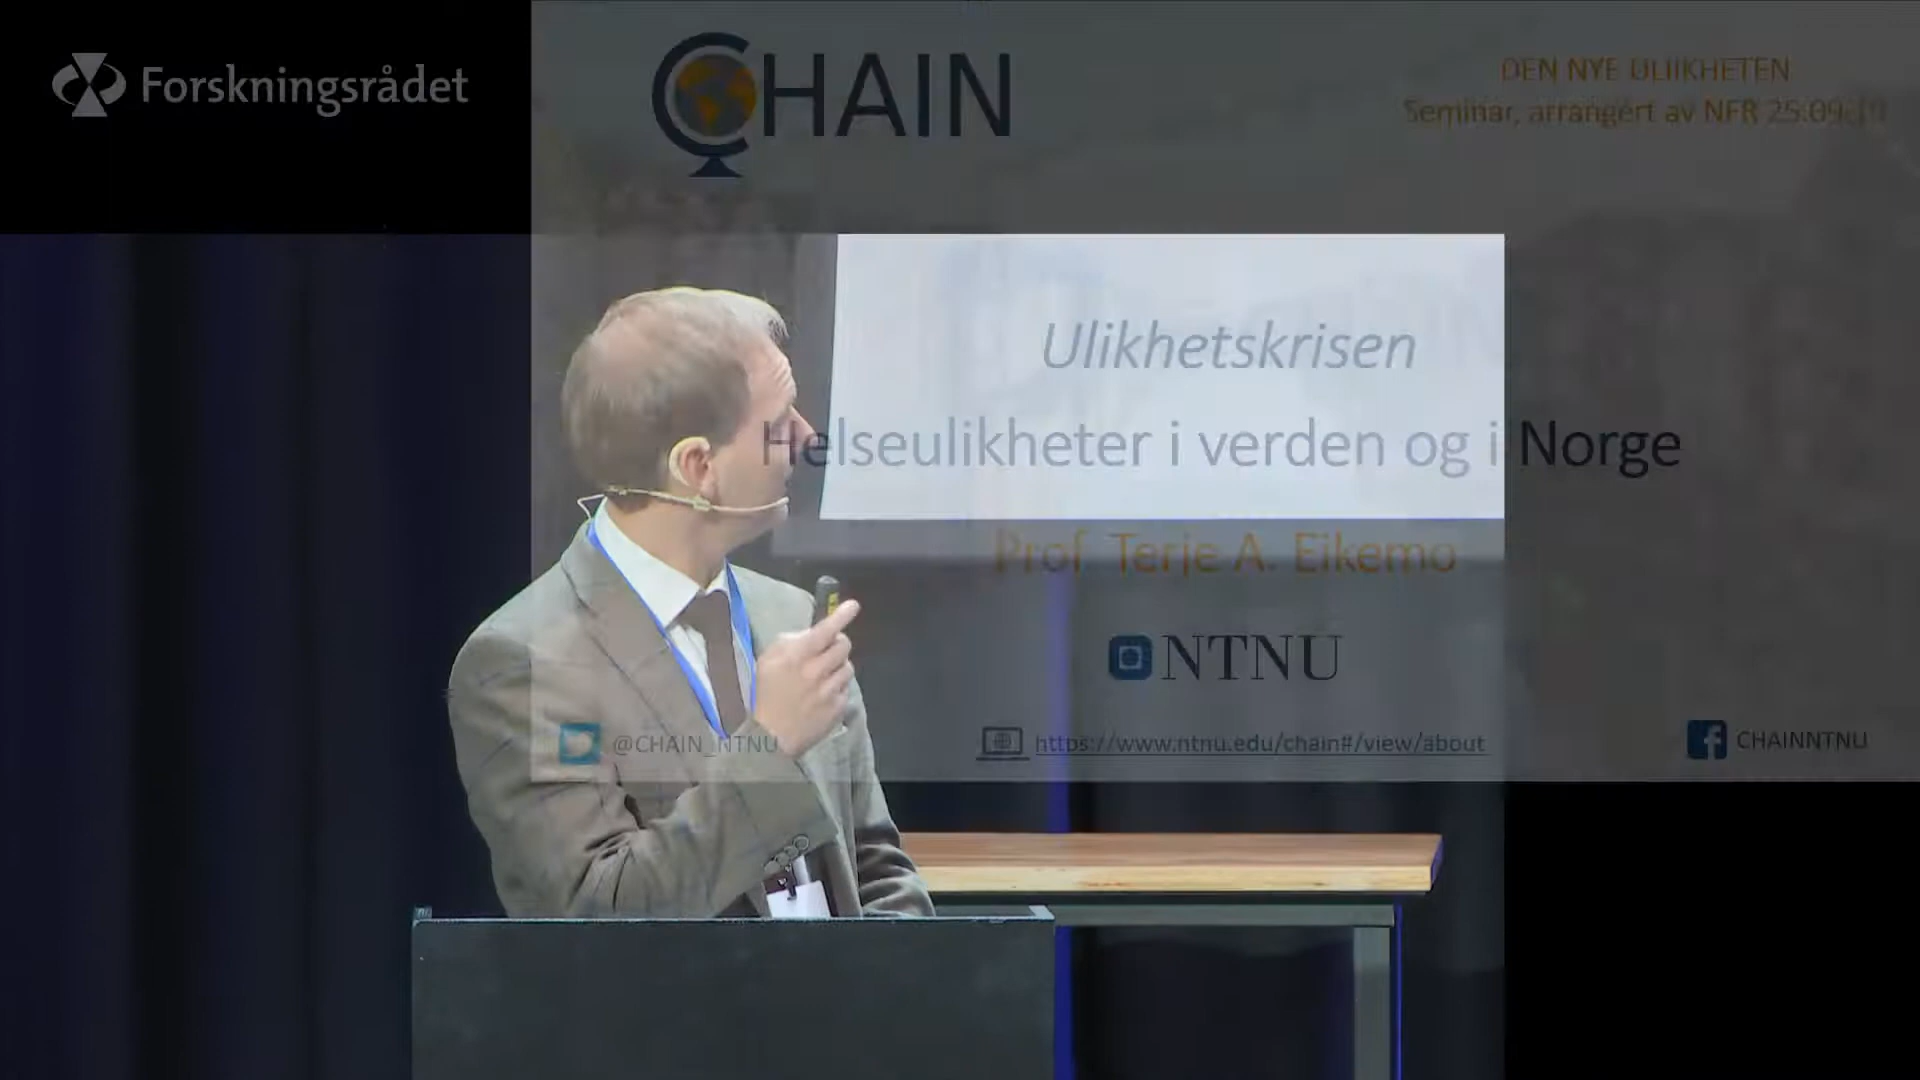 Forskningsrådet
CHAIN
DEN NYE ULIKHETEN
Seminar, arrangert av NFR 25.09.
Ulikhetskrisen
Helseulikheter i verden og i Norge
Prof. Terje A. Eikemo
NTNU
@CHAIN_NTNU
https://www.ntnu.edu/chain#/view/about
CHAINNTNU